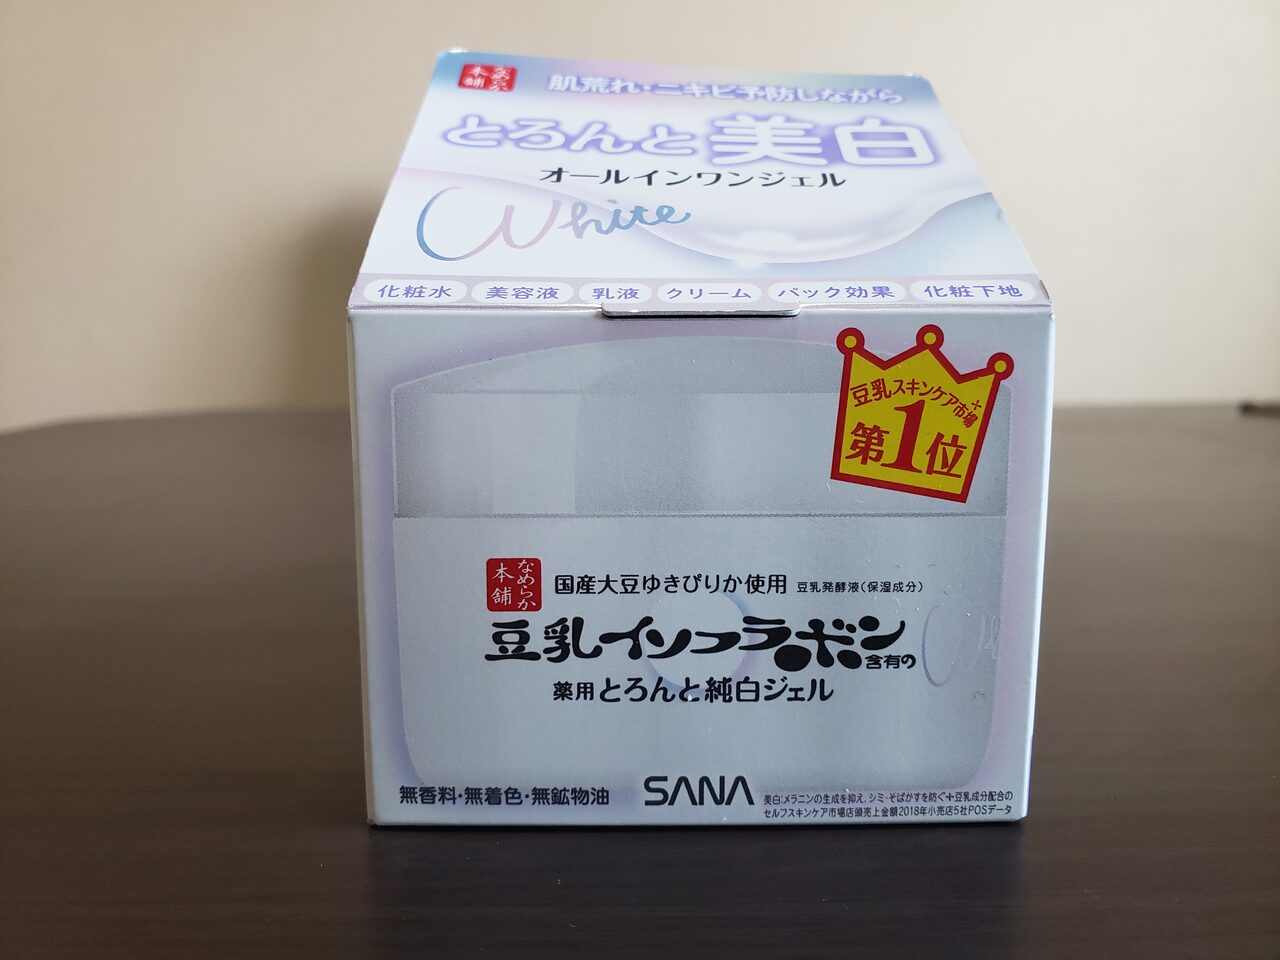 なめらか本舗
肌荒れ・ニキビ予防しながら
とろんと美白
オールインワンジェル
White
化粧水 美容液 乳液 クリーム パック効果 化粧下地
豆乳スキンケア市場+
第1位
なめらか本舗
国産大豆ゆきぴりか使用 豆乳発酵液(保湿成分)
豆乳イソフラボン含有の
薬用とろんと純白ジェル
無香料・無着色・無鉱物油
SANA
美白:メラニンの生成を抑え、シミ・そばかすを防ぐ+豆乳成分配合の
セルフスキンケア市場店頭売上金額2018年小売店5社POSデータ